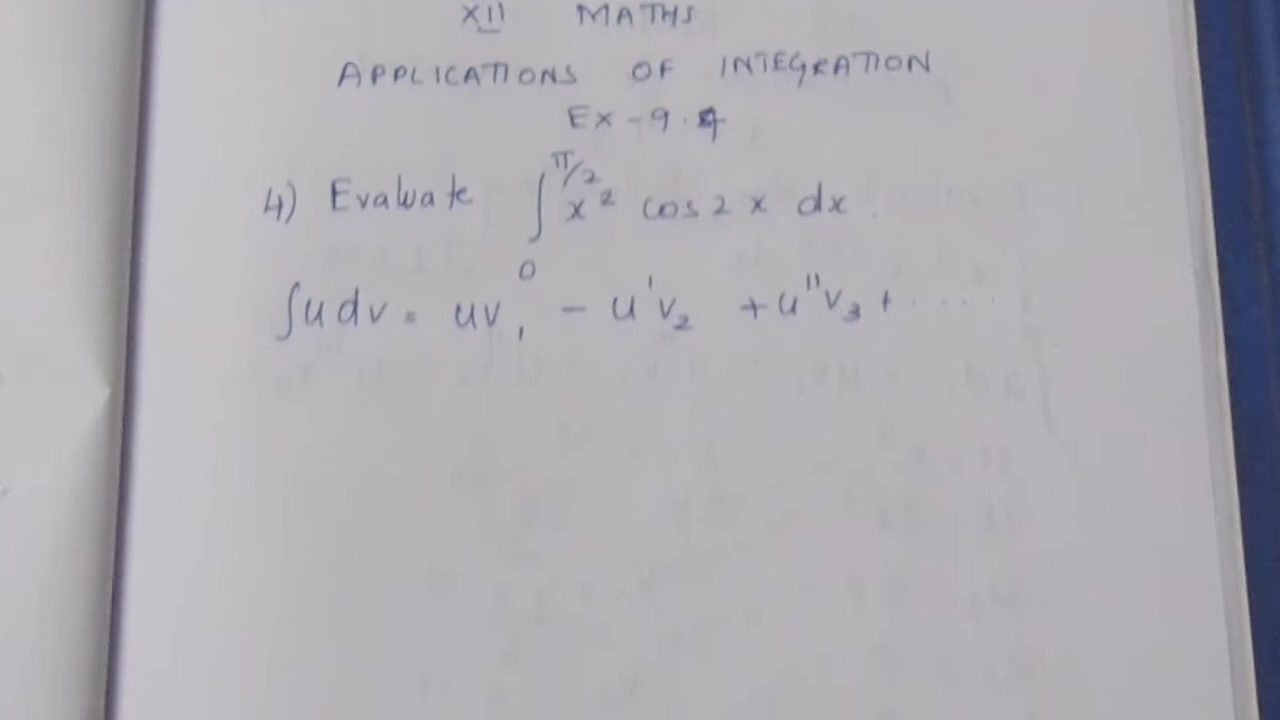 XII MATHS
APPLICATIONS OF INTEGRATION
Ex - 9.4
4) Evaluate ∫₀^(π/2) x² cos 2x dx
∫u dv = uv₁ - u'v₂ + u''v₃ + .....